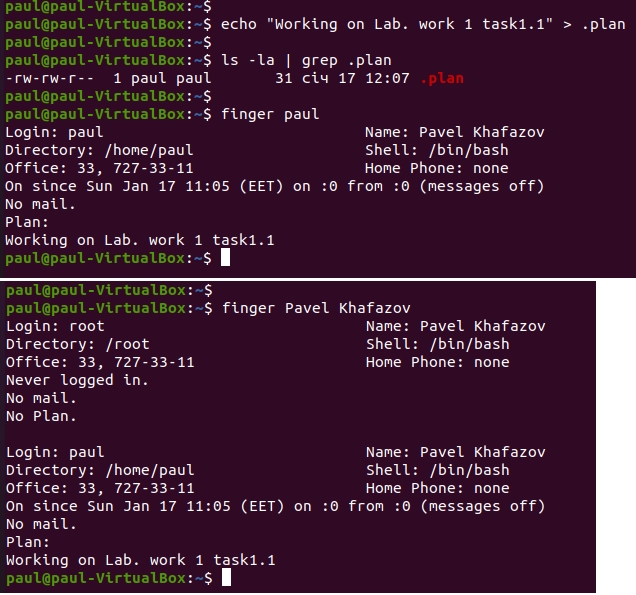 paul@paul-VirtualBox:~$
paul@paul-VirtualBox:~$ echo "Working on Lab. work 1 task1.1" > .plan
paul@paul-VirtualBox:~$
paul@paul-VirtualBox:~$ ls -la | grep .plan
-rw-rw-r--  1 paul paul       31 січ 17 12:07 .plan
paul@paul-VirtualBox:~$
paul@paul-VirtualBox:~$ finger paul
Login: paul                             Name: Pavel Khafazov
Directory: /home/paul                   Shell: /bin/bash
Office: 33, 727-33-11                   Home Phone: none
On since Sun Jan 17 11:05 (EET) on :0 from :0 (messages off)
No mail.
Plan:
Working on Lab. work 1 task1.1
paul@paul-VirtualBox:~$
paul@paul-VirtualBox:~$
paul@paul-VirtualBox:~$ finger Pavel Khafazov
Login: root                             Name: Pavel Khafazov
Directory: /root                        Shell: /bin/bash
Office: 33, 727-33-11                   Home Phone: none
Never logged in.
No mail.
No Plan.

Login: paul                             Name: Pavel Khafazov
Directory: /home/paul                   Shell: /bin/bash
Office: 33, 727-33-11                   Home Phone: none
On since Sun Jan 17 11:05 (EET) on :0 from :0 (messages off)
No mail.
Plan:
Working on Lab. work 1 task1.1
paul@paul-VirtualBox:~$